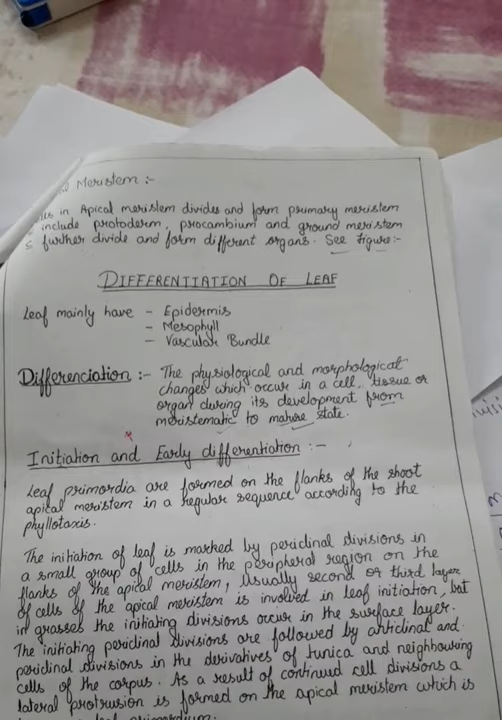 Meristem :-
in Apical meristem divides and form primary meristem
include protoderm, procambium and ground meristem
further divide and form different organs. See Figure:-
DIFFERENTIATION OF LEAF
Leaf mainly have - Epidermis
- Mesophyll
- Vascular Bundle
Differenciation :- The physiological and morphological
changes which occur in a cell, tissue or
organ during its development from
meristematic to mature state.
Initiation and Early differentiation :-
Leaf primordia are formed on the flanks of the shoot
apical meristem in a regular sequence according to the
phyllotaxis.
The initiation of leaf is marked by periclinal divisions in
a small group of cells in the peripheral region on the
flanks of the apical meristem, Usually second or third layer
of cells of the apical meristem is involved in leaf initiation, but
in grasses the initiating divisions occur in the surface layer.
The initiating periclinal divisions are followed by anticlinal and
periclinal divisions in the derivatives of tunica and neighbouring
cells of the corpus. As a result of continued cell divisions a
lateral protrusion is formed on the apical meristem which is
primordium.